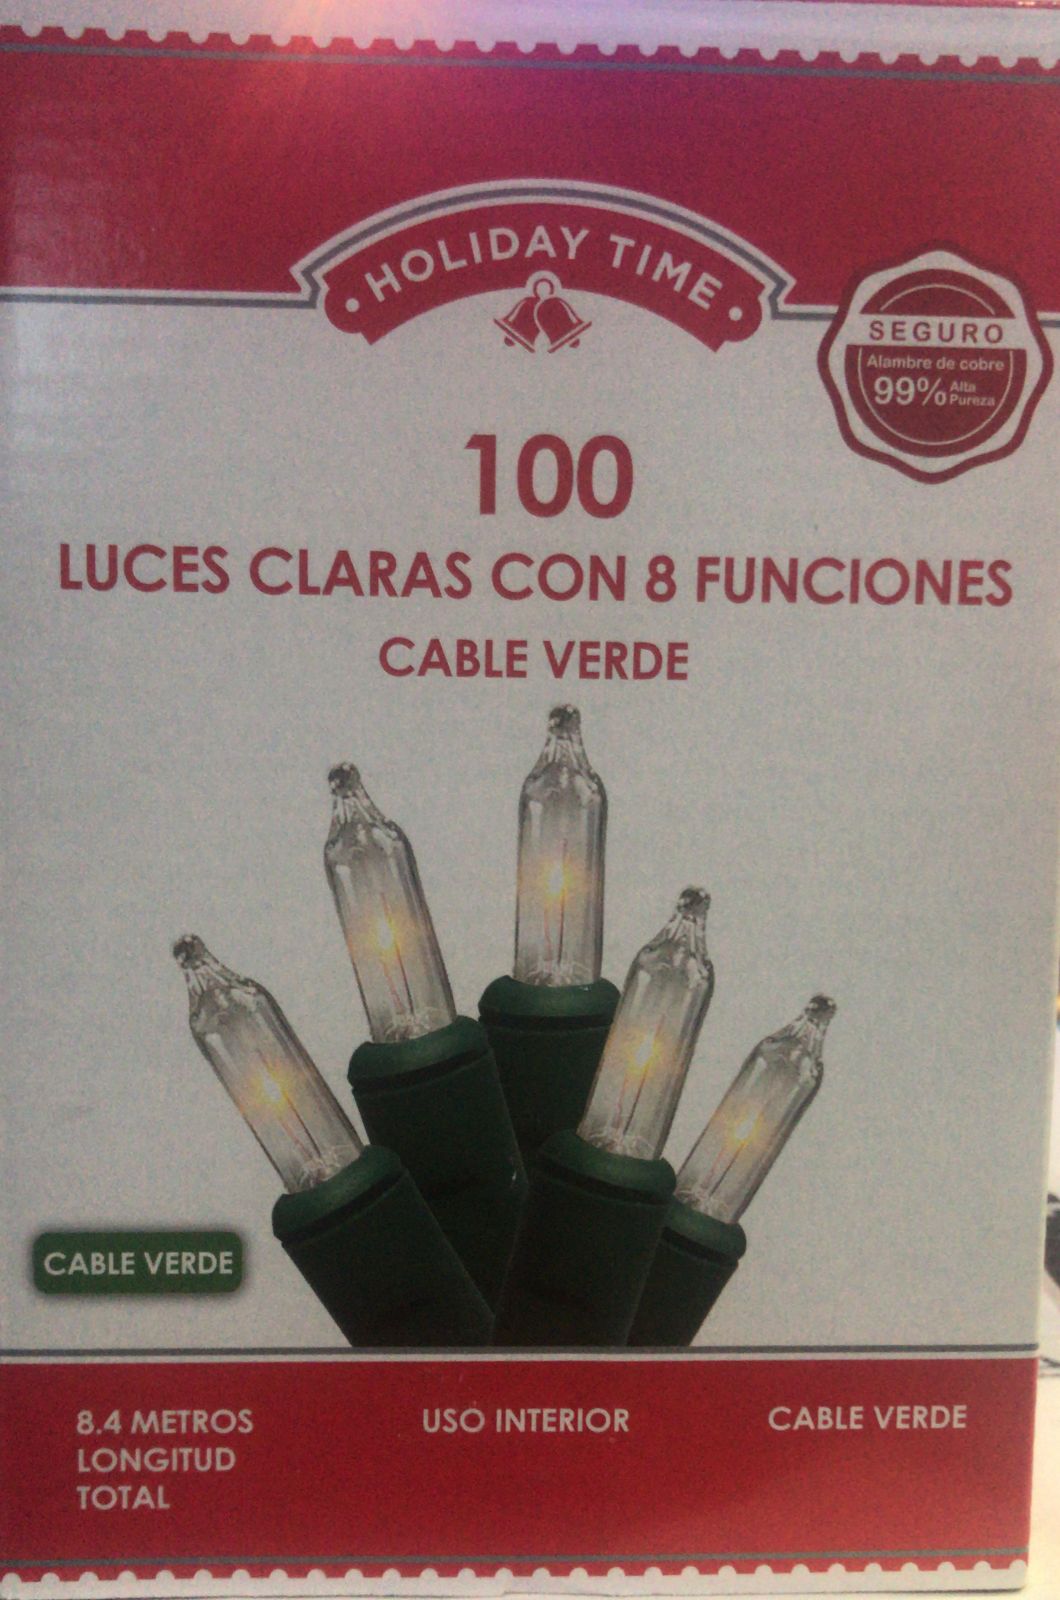 HOLIDAY TIME
SEGURO
Alambre de cobre
99% Alta
Pureza
100
LUCES CLARAS CON 8 FUNCIONES
CABLE VERDE
CABLE VERDE
8.4 METROS
LONGITUD
TOTAL
USO INTERIOR
CABLE VERDE